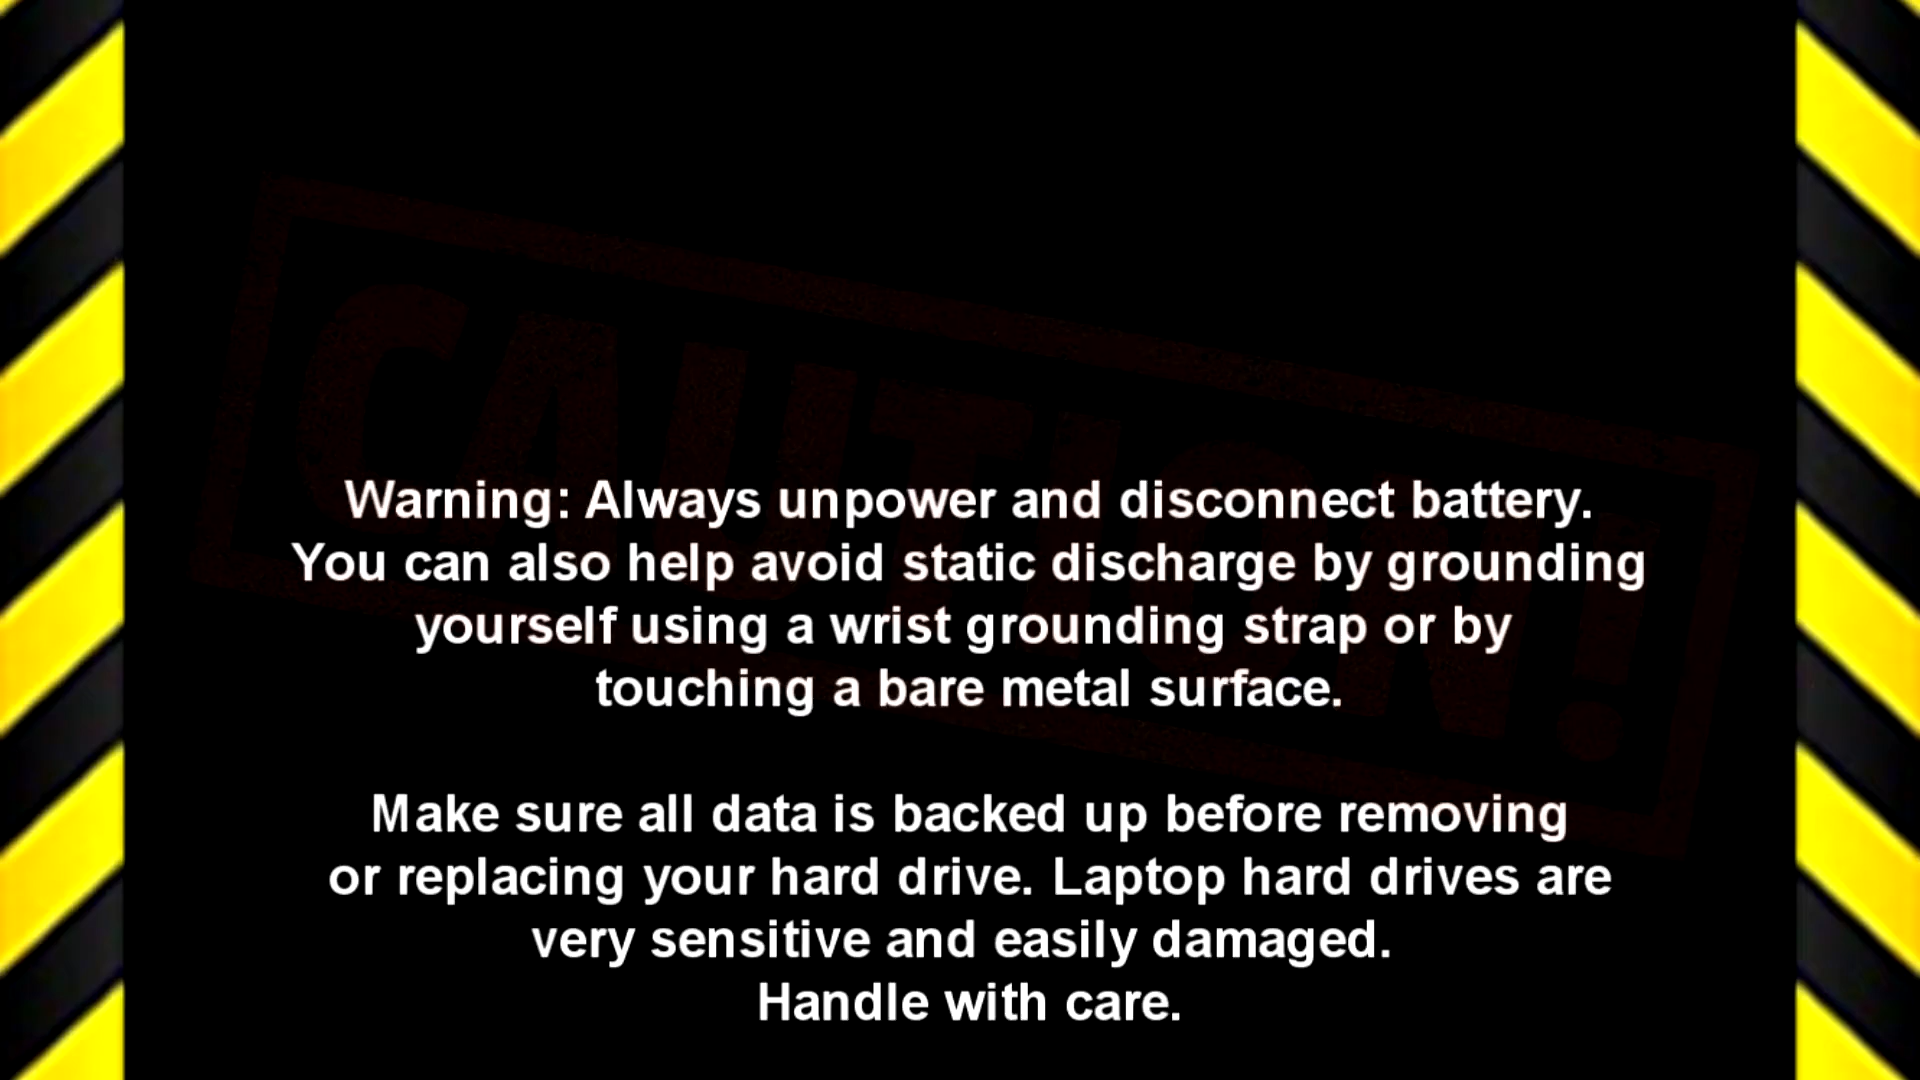 CAUTION!
Warning: Always unpower and disconnect battery.
You can also help avoid static discharge by grounding
yourself using a wrist grounding strap or by
touching a bare metal surface.
Make sure all data is backed up before removing
or replacing your hard drive. Laptop hard drives are
very sensitive and easily damaged.
Handle with care.